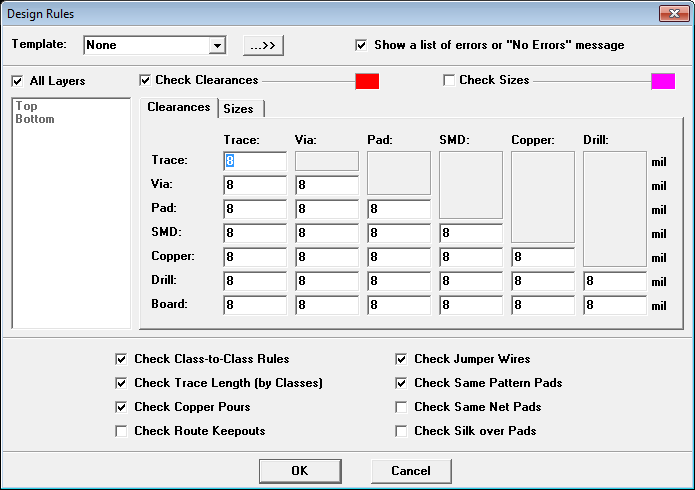 Design Rules
Template: None ...>> Show a list of errors or "No Errors" message
All Layers Check Clearances Check Sizes
Top
Bottom
Clearances Sizes
Trace: Via: Pad: SMD: Copper: Drill:
Trace: 8 mil
Via: 8 8 mil
Pad: 8 8 8 mil
SMD: 8 8 8 8 mil
Copper: 8 8 8 8 8 mil
Drill: 8 8 8 8 8 8 mil
Board: 8 8 8 8 8 8 mil
Check Class-to-Class Rules Check Jumper Wires
Check Trace Length (by Classes) Check Same Pattern Pads
Check Copper Pours Check Same Net Pads
Check Route Keepouts Check Silk over Pads
OK Cancel